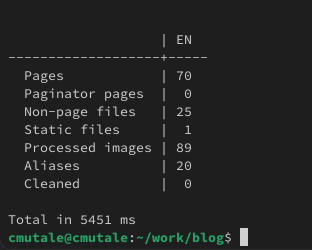 | EN
-------------------+-----
  Pages            | 70
  Paginator pages  |  0
  Non-page files   | 25
  Static files     |  1
  Processed images | 89
  Aliases          | 20
  Cleaned          |  0

Total in 5451 ms
cmutale@cmutale:~/work/blog$